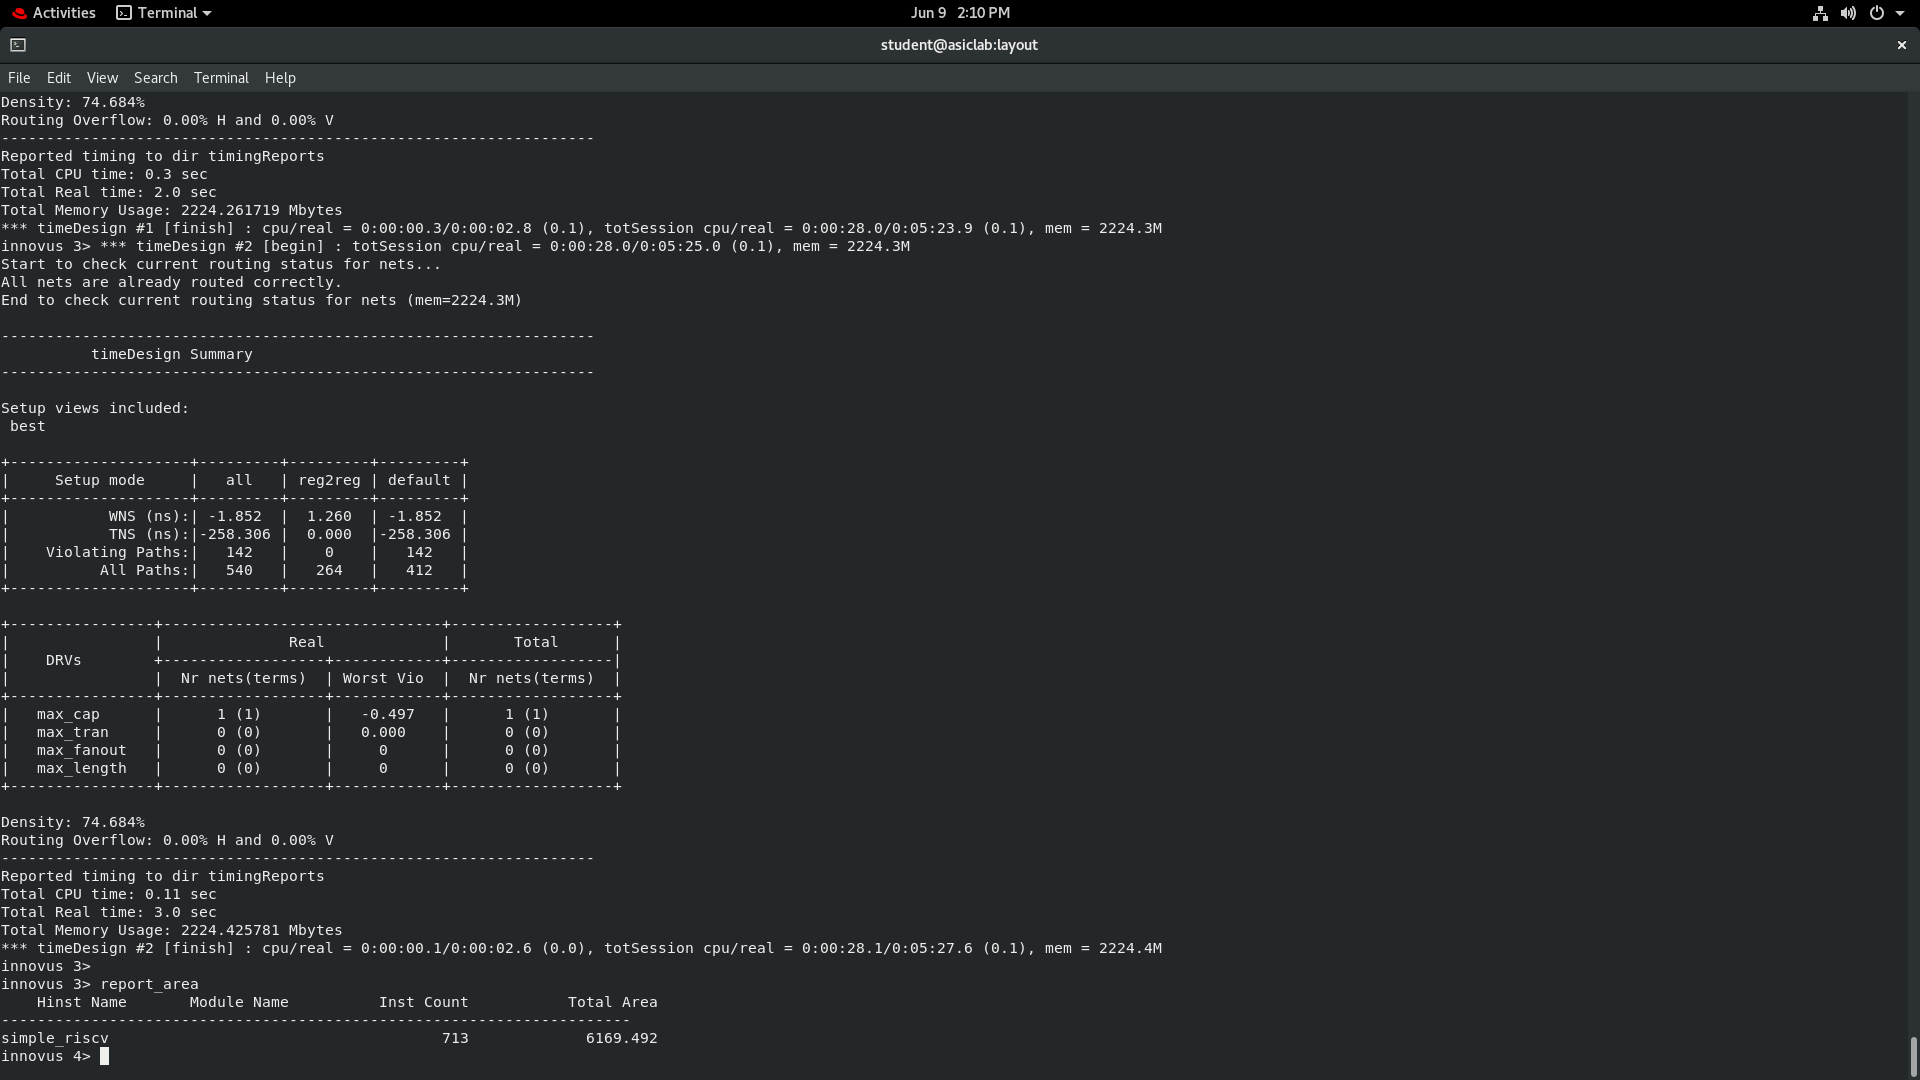 Activities Terminal Jun 9 2:10 PM
student@asiclab:layout
File Edit View Search Terminal Help
Density: 74.684%
Routing Overflow: 0.00% H and 0.00% V
------------------------------------------------------------------
Reported timing to dir timingReports
Total CPU time: 0.3 sec
Total Real time: 2.0 sec
Total Memory Usage: 2224.261719 Mbytes
*** timeDesign #1 [finish] : cpu/real = 0:00:00.3/0:00:02.8 (0.1), totSession cpu/real = 0:00:28.0/0:05:23.9 (0.1), mem = 2224.3M
innovus 3> *** timeDesign #2 [begin] : totSession cpu/real = 0:00:28.0/0:05:25.0 (0.1), mem = 2224.3M
Start to check current routing status for nets...
All nets are already routed correctly.
End to check current routing status for nets (mem=2224.3M)
------------------------------------------------------------------
          timeDesign Summary
------------------------------------------------------------------
Setup views included:
 best
+--------------------+---------+---------+---------+
|     Setup mode     |   all   | reg2reg | default |
+--------------------+---------+---------+---------+
|           WNS (ns):| -1.852  |  1.260  | -1.852  |
|           TNS (ns):|-258.306 |  0.000  |-258.306 |
|    Violating Paths:|   142   |    0    |   142   |
|          All Paths:|   540   |   264   |   412   |
+--------------------+---------+---------+---------+
+----------------+-------------------------------+------------------+
|                |              Real             |       Total      |
|    DRVs        +------------------+------------+------------------|
|                |  Nr nets(terms)  | Worst Vio  |  Nr nets(terms)  |
+----------------+------------------+------------+------------------+
|   max_cap      |      1 (1)       |   -0.497   |      1 (1)       |
|   max_tran     |      0 (0)       |   0.000    |      0 (0)       |
|   max_fanout   |      0 (0)       |     0      |      0 (0)       |
|   max_length   |      0 (0)       |     0      |      0 (0)       |
+----------------+------------------+------------+------------------+
Density: 74.684%
Routing Overflow: 0.00% H and 0.00% V
------------------------------------------------------------------
Reported timing to dir timingReports
Total CPU time: 0.11 sec
Total Real time: 3.0 sec
Total Memory Usage: 2224.425781 Mbytes
*** timeDesign #2 [finish] : cpu/real = 0:00:00.1/0:00:02.6 (0.0), totSession cpu/real = 0:00:28.1/0:05:27.6 (0.1), mem = 2224.4M
innovus 3>
innovus 3> report_area
    Hinst Name       Module Name          Inst Count           Total Area
----------------------------------------------------------------------
simple_riscv                                     713             6169.492
innovus 4>